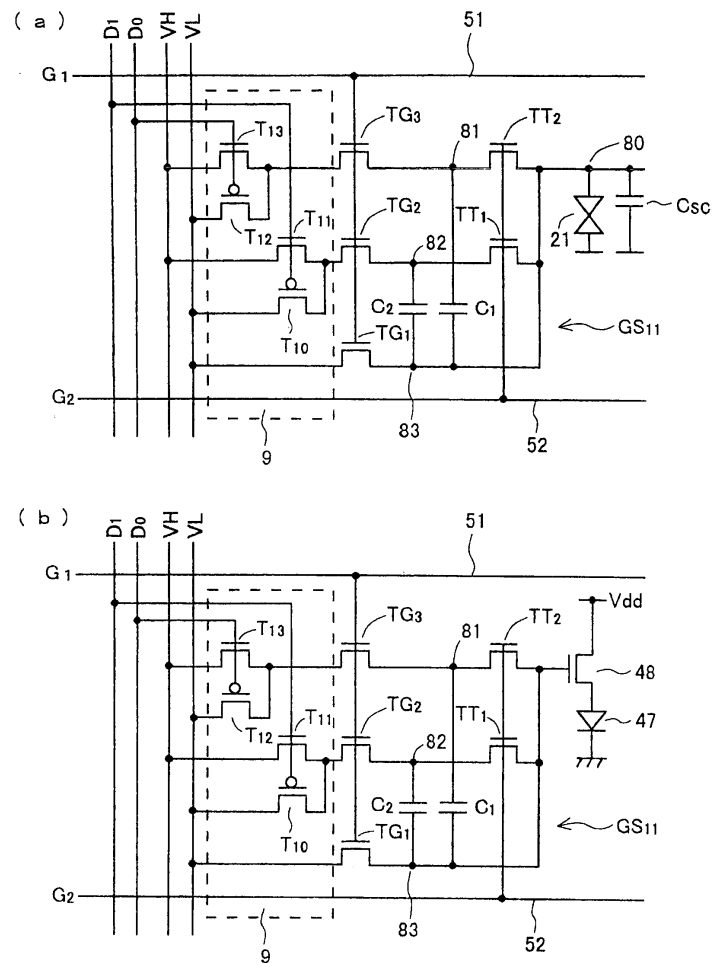 (a)
D1 D0 VH VL
51
G1
T13 TG3 81 TT2 80
CSC
T12 T11 TG2 82 TT1 21
C2 C1
T10 TG1 GS11
G2
9 83 52
(b)
D1 D0 VH VL
51
G1
Vdd
T13 TG3 81 TT2
48
T12 T11 TG2 82 TT1 47
C2 C1
T10 TG1 GS11
G2
9 83 52